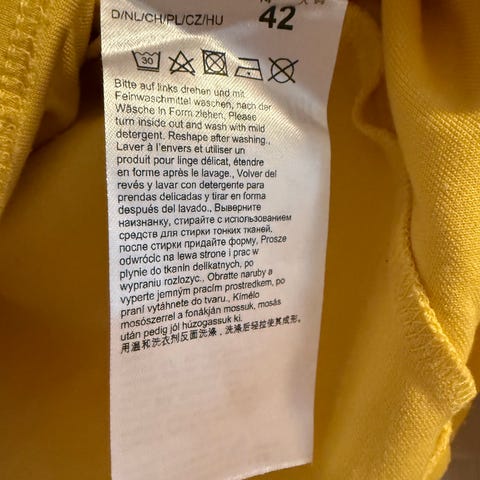 D/NL/CH/PL/CZ/HU
42
30
Bitte auf links drehen und mit
Feinwaschmittel waschen, nach der
Wäsche in Form ziehen, Please
turn inside out and wash with mild
detergent. Reshape after washing.,
Laver à l'envers et utiliser un
produit pour linge délicat, étendre
en forme après le lavage., Volver del
revés y lavar con detergente para
prendas delicadas y tirar en forma
después del lavado., Выверните
наизнанку, стирайте с использованием
средств для стирки тонких тканей,
после стирки придайте форму, Prosze
odwrócic na lewa strone i prac w
plynie do tkanin delikatnych, po
wypraniu rozlozyc., Obratte naruby a
vyperte jemným pracím prostredkem, po
praní vytáhnete do tvaru., Kímélo
mosószerrel a fonákján mossuk, mosás
után pedig jól húzogassuk ki.
用温和洗衣剂反面洗涤，洗涤后轻拉使其成形。